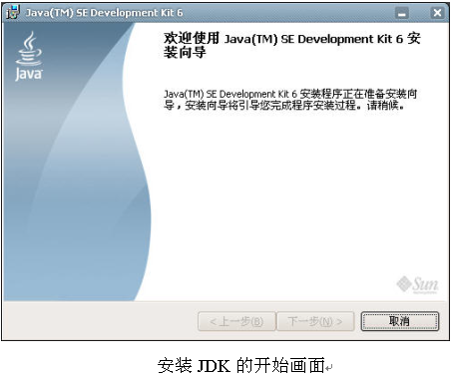 Java(TM) SE Development Kit 6
Java
欢迎使用 Java(TM) SE Development Kit 6 安
装向导
Java(TM) SE Development Kit 6 安装程序正在准备安装向
导，安装向导将引导您完成程序安装过程。请稍候。
Sun
<上一步(B)
下一步(N) >
取消
安装 JDK 的开始画面